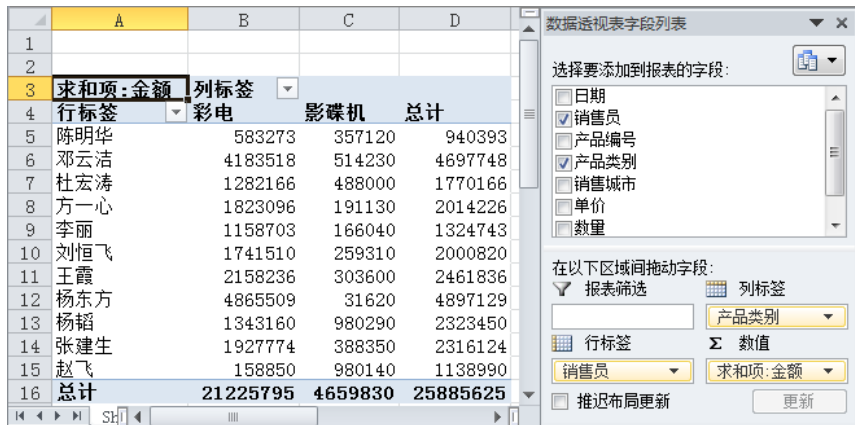 A B C D
1
2
3 求和项:金额 列标签
4 行标签 彩电 影碟机 总计
5 陈明华 583273 357120 940393
6 邓云洁 4183518 514230 4697748
7 杜宏涛 1282166 488000 1770166
8 方一心 1823096 191130 2014226
9 李丽 1158703 166040 1324743
10 刘恒飞 1741510 259310 2000820
11 王霞 2158236 303600 2461836
12 杨东方 4865509 31620 4897129
13 杨韬 1343160 980290 2323450
14 张建生 1927774 388350 2316124
15 赵飞 158850 980140 1138990
16 总计 21225795 4659830 25885625
数据透视表字段列表
选择要添加到报表的字段:
日期
销售员
产品编号
产品类别
销售城市
单价
数量
在以下区域间拖动字段:
报表筛选 列标签
产品类别
行标签 Σ 数值
销售员 求和项:金额
推迟布局更新 更新